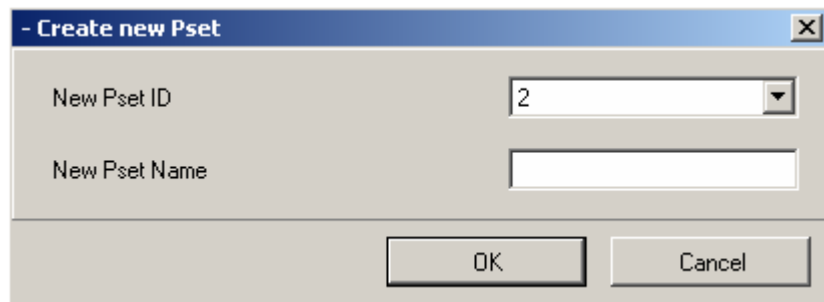 - Create new Pset
New Pset ID
2
New Pset Name
OK
Cancel